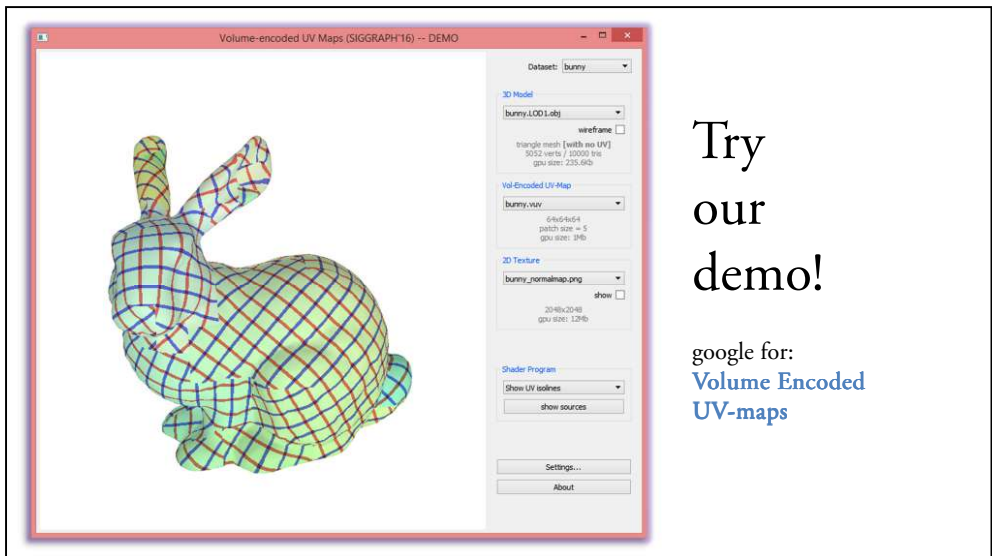 Volume-encoded UV Maps (SIGGRAPH'16) -- DEMO
Dataset: bunny
3D Model
bunny.LOD1.obj
wireframe
triangle mesh [with no UV]
5052 verts / 10000 tris
gpu size: 235.6Kb
Vol-Encoded UV-Map
bunny.vuv
64x64x64
patch size = 5
gpu size: 1Mb
2D Texture
bunny_normalmap.png
show
2048x2048
gpu size: 12Mb
Shader Program
Show UV isolines
show sources
Settings...
About
Try
our
demo!
google for:
Volume Encoded
UV-maps